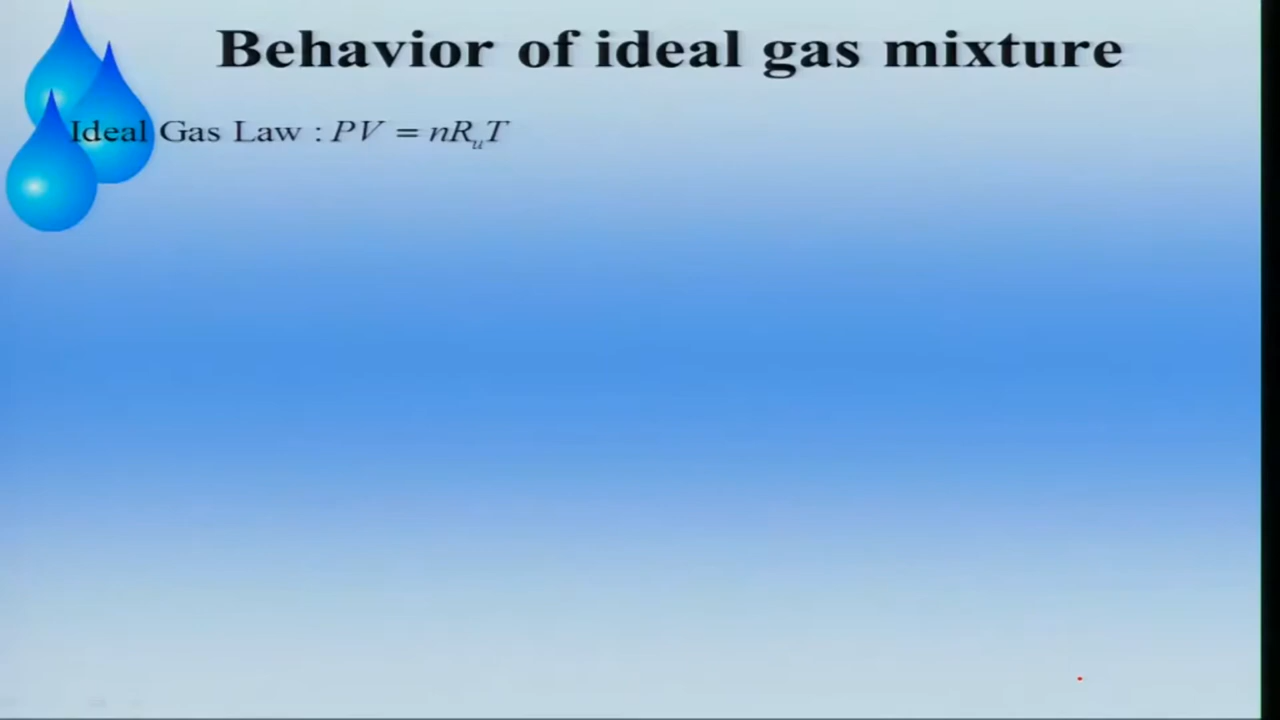 Behavior of ideal gas mixture
Ideal Gas Law : PV = nRᵤT